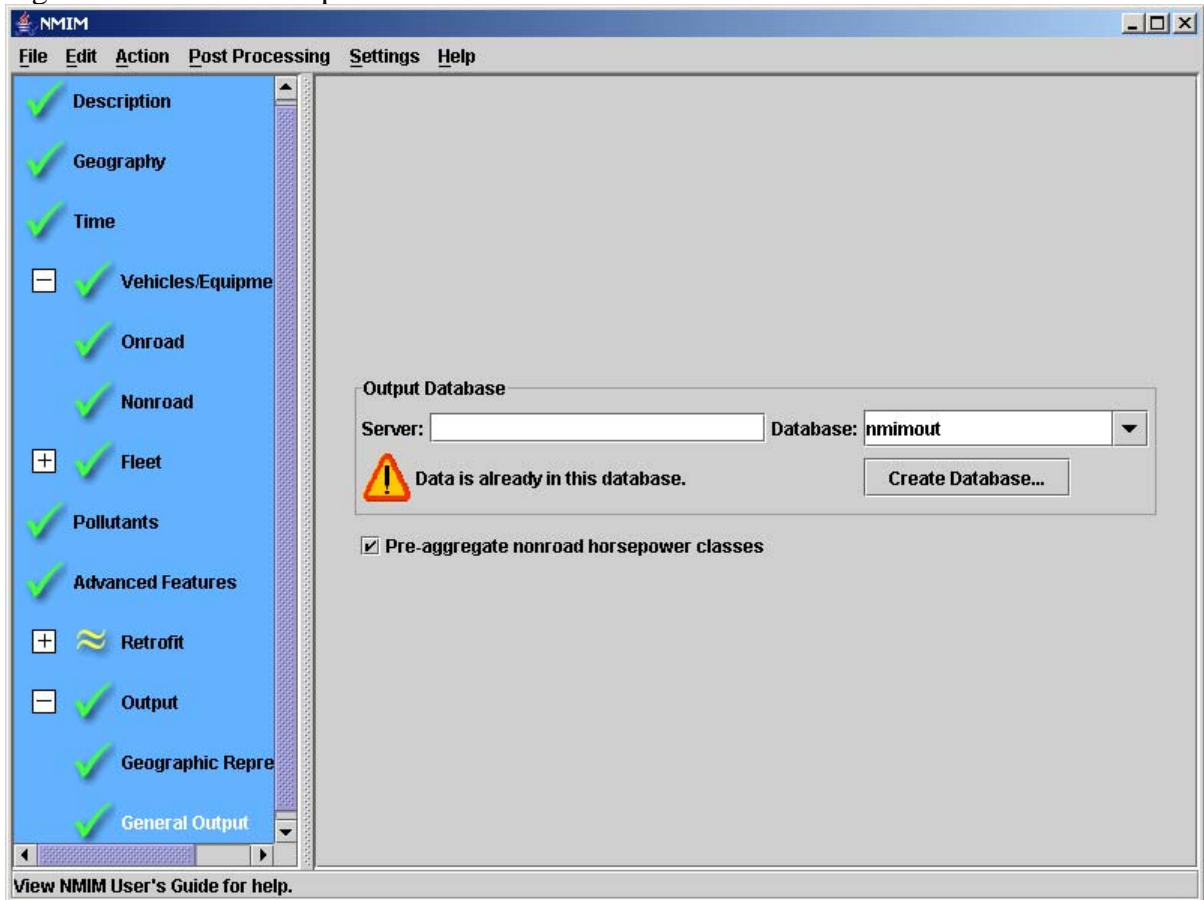 NMIM
File Edit Action Post Processing Settings Help
Description
Geography
Time
Vehicles/Equipme
Onroad
Nonroad
Fleet
Pollutants
Advanced Features
Retrofit
Output
Geographic Repre
General Output
Output Database
Server: Database: nmimout
Data is already in this database. Create Database...
Pre-aggregate nonroad horsepower classes
View NMIM User's Guide for help.